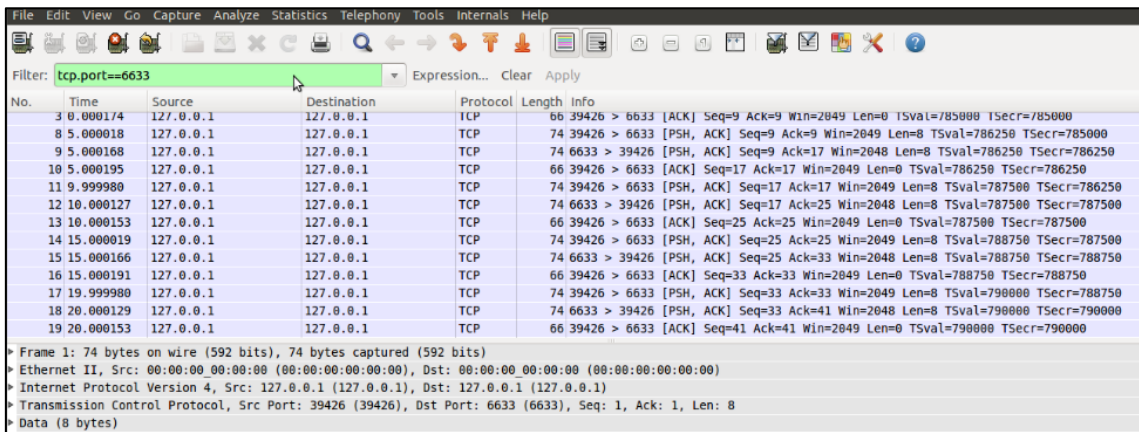 File Edit View Go Capture Analyze Statistics Telephony Tools Internals Help
Filter: tcp.port==6633 Expression... Clear Apply
No. Time Source Destination Protocol Length Info
3 0.000174 127.0.0.1 127.0.0.1 TCP 66 39426 > 6633 [ACK] Seq=9 Ack=9 Win=2049 Len=0 TSval=785000 TSecr=785000
8 5.000018 127.0.0.1 127.0.0.1 TCP 74 39426 > 6633 [PSH, ACK] Seq=9 Ack=9 Win=2049 Len=8 TSval=786250 TSecr=785000
9 5.000168 127.0.0.1 127.0.0.1 TCP 74 6633 > 39426 [PSH, ACK] Seq=9 Ack=17 Win=2048 Len=8 TSval=786250 TSecr=786250
10 5.000195 127.0.0.1 127.0.0.1 TCP 66 39426 > 6633 [ACK] Seq=17 Ack=17 Win=2049 Len=0 TSval=786250 TSecr=786250
11 9.999980 127.0.0.1 127.0.0.1 TCP 74 39426 > 6633 [PSH, ACK] Seq=17 Ack=17 Win=2049 Len=8 TSval=787500 TSecr=786250
12 10.000127 127.0.0.1 127.0.0.1 TCP 74 6633 > 39426 [PSH, ACK] Seq=17 Ack=25 Win=2048 Len=8 TSval=787500 TSecr=787500
13 10.000153 127.0.0.1 127.0.0.1 TCP 66 39426 > 6633 [ACK] Seq=25 Ack=25 Win=2049 Len=0 TSval=787500 TSecr=787500
14 15.000019 127.0.0.1 127.0.0.1 TCP 74 39426 > 6633 [PSH, ACK] Seq=25 Ack=25 Win=2049 Len=8 TSval=788750 TSecr=787500
15 15.000166 127.0.0.1 127.0.0.1 TCP 74 6633 > 39426 [PSH, ACK] Seq=25 Ack=33 Win=2048 Len=8 TSval=788750 TSecr=788750
16 15.000191 127.0.0.1 127.0.0.1 TCP 66 39426 > 6633 [ACK] Seq=33 Ack=33 Win=2049 Len=0 TSval=788750 TSecr=788750
17 19.999980 127.0.0.1 127.0.0.1 TCP 74 39426 > 6633 [PSH, ACK] Seq=33 Ack=33 Win=2049 Len=8 TSval=790000 TSecr=788750
18 20.000129 127.0.0.1 127.0.0.1 TCP 74 6633 > 39426 [PSH, ACK] Seq=33 Ack=41 Win=2048 Len=8 TSval=790000 TSecr=790000
19 20.000153 127.0.0.1 127.0.0.1 TCP 66 39426 > 6633 [ACK] Seq=41 Ack=41 Win=2049 Len=0 TSval=790000 TSecr=790000
Frame 1: 74 bytes on wire (592 bits), 74 bytes captured (592 bits)
Ethernet II, Src: 00:00:00_00:00:00 (00:00:00:00:00:00), Dst: 00:00:00_00:00:00 (00:00:00:00:00:00)
Internet Protocol Version 4, Src: 127.0.0.1 (127.0.0.1), Dst: 127.0.0.1 (127.0.0.1)
Transmission Control Protocol, Src Port: 39426 (39426), Dst Port: 6633 (6633), Seq: 1, Ack: 1, Len: 8
Data (8 bytes)